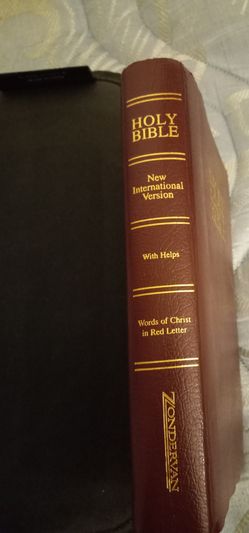 HOLY
BIBLE
New
International
Version
With Helps
Words of Christ
in Red Letter
ZONDERVAN